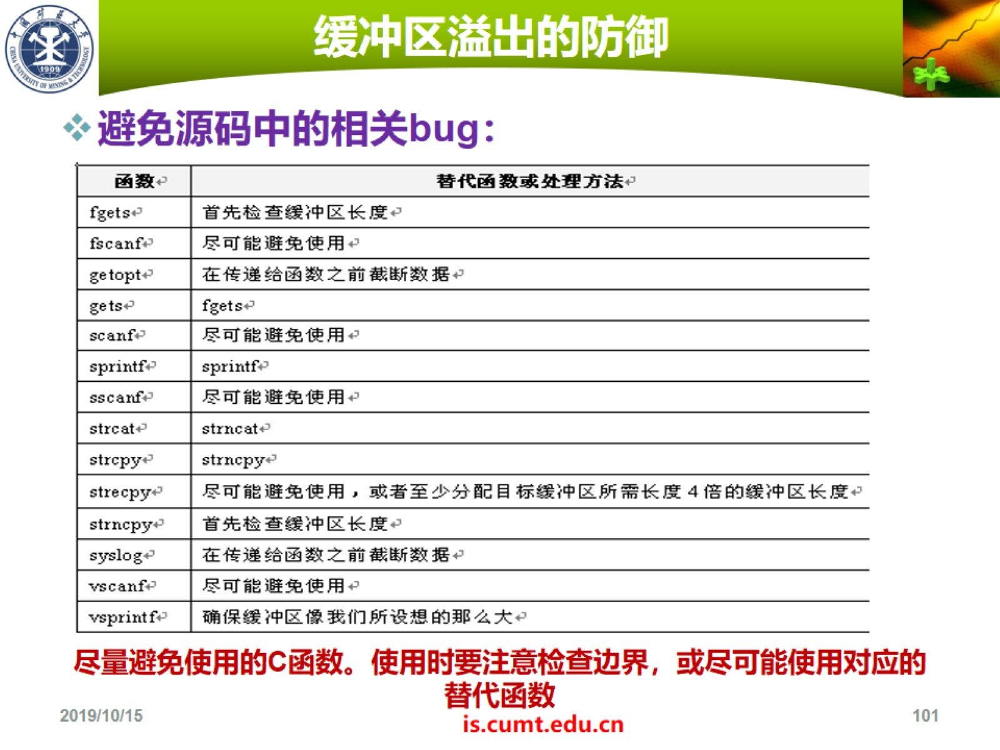 中国矿业大学
CHINA UNIVERSITY OF MINING & TECHNOLOGY
1909
缓冲区溢出的防御
避免源码中的相关bug：
函数 替代函数或处理方法
fgets 首先检查缓冲区长度
fscanf 尽可能避免使用
getopt 在传递给函数之前截断数据
gets fgets
scanf 尽可能避免使用
sprintf sprintf
sscanf 尽可能避免使用
strcat strncat
strcpy strncpy
strecpy 尽可能避免使用，或者至少分配目标缓冲区所需长度 4 倍的缓冲区长度
strncpy 首先检查缓冲区长度
syslog 在传递给函数之前截断数据
vscanf 尽可能避免使用
vsprintf 确保缓冲区像我们所设想的那么大
尽量避免使用的C函数。使用时要注意检查边界，或尽可能使用对应的
替代函数
2019/10/15
is.cumt.edu.cn
101